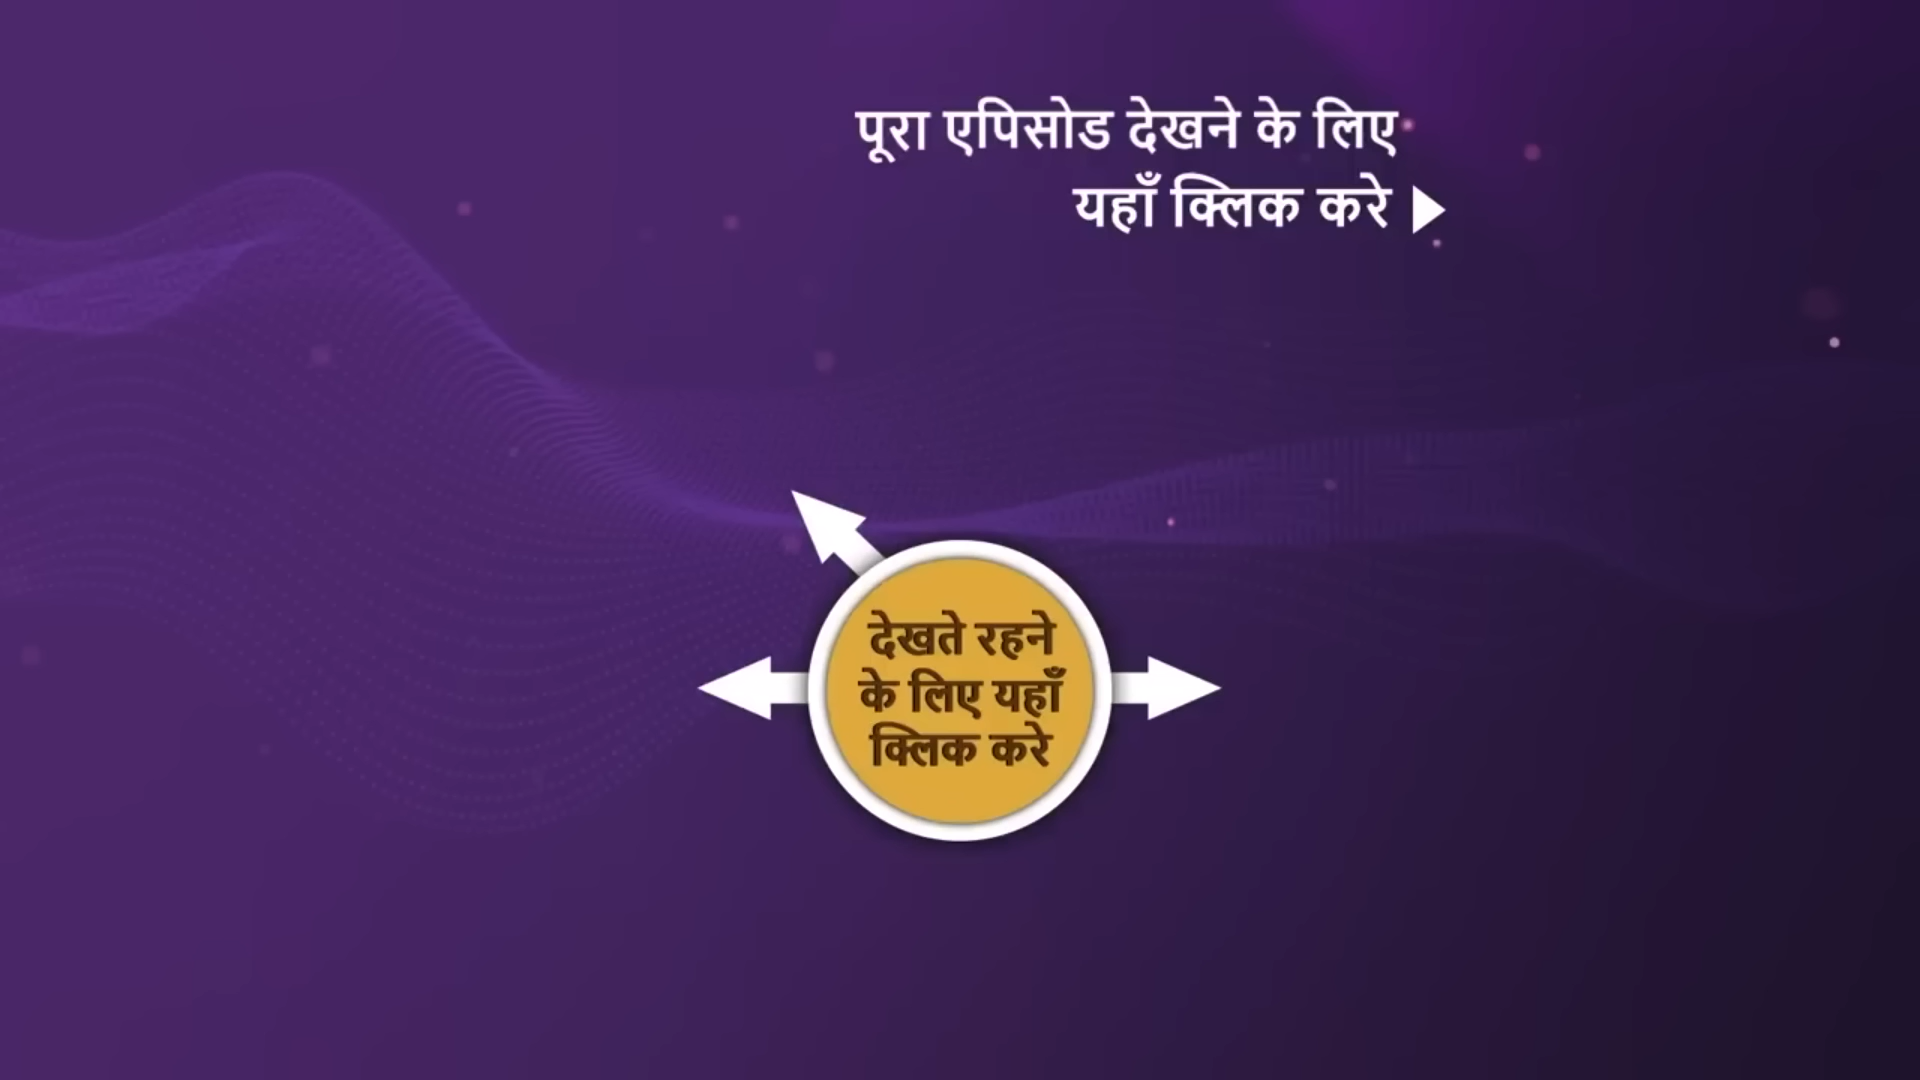 पूरा एपिसोड देखने के लिए
यहाँ क्लिक करे
देखते रहने
के लिए यहाँ
क्लिक करे